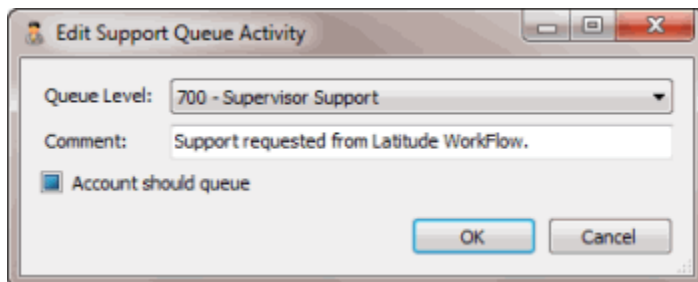 Edit Support Queue Activity
Queue Level: 700 - Supervisor Support
Comment: Support requested from Latitude WorkFlow.
Account should queue
OK Cancel